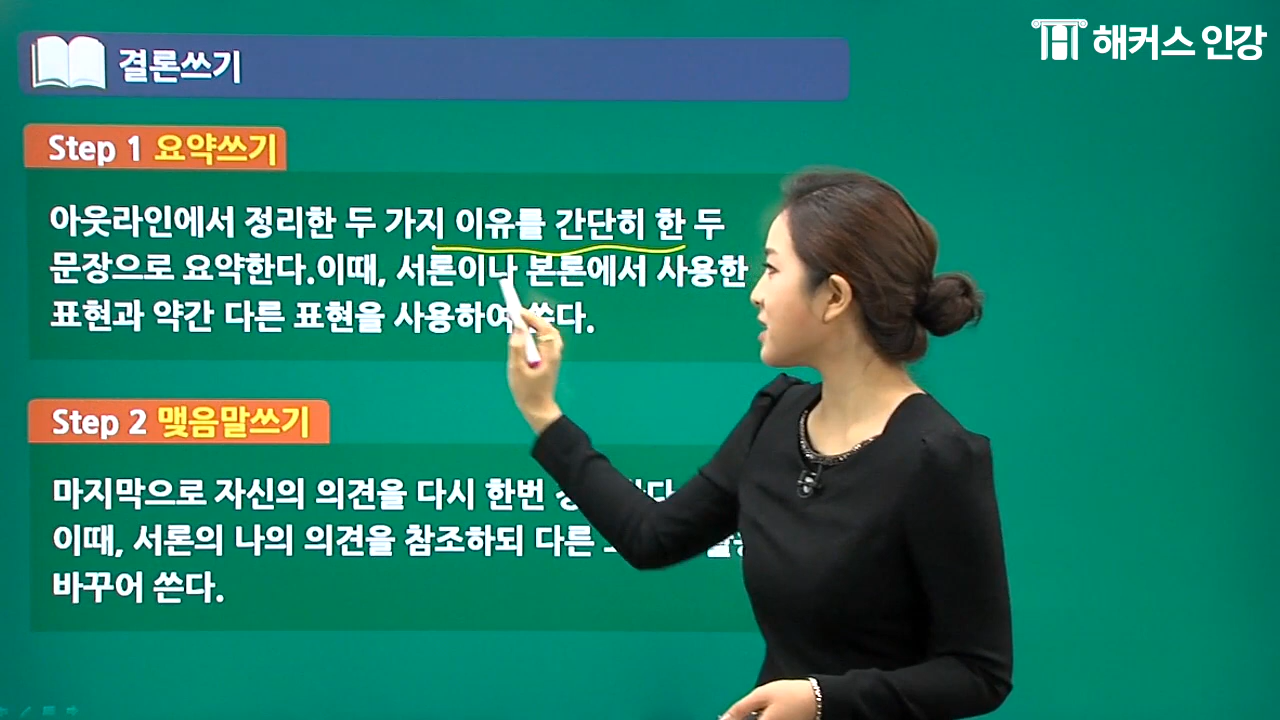 해커스 인강
결론쓰기
Step 1 요약쓰기
아웃라인에서 정리한 두 가지 이유를 간단히 한 두
문장으로 요약한다.이때, 서론이나 본론에서 사용한
표현과 약간 다른 표현을 사용하여 쓴다.
Step 2 맺음말쓰기
마지막으로 자신의 의견을 다시 한번
이때, 서론의 나의 의견을 참조하되 다른
바꾸어 쓴다.